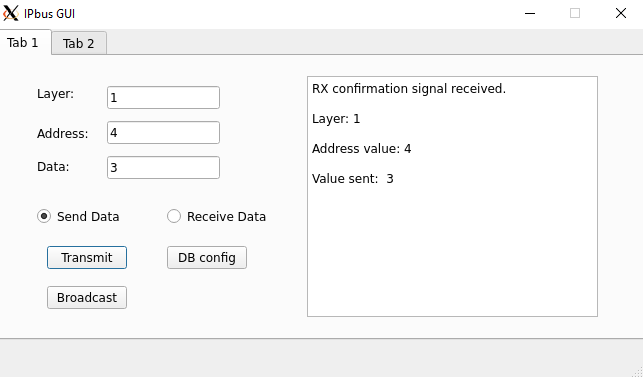 IPbus GUI
Tab 1 Tab 2
Layer: 1
Address: 4
Data: 3
Send Data Receive Data
Transmit DB config
Broadcast
RX confirmation signal received.
Layer: 1
Address value: 4
Value sent:  3